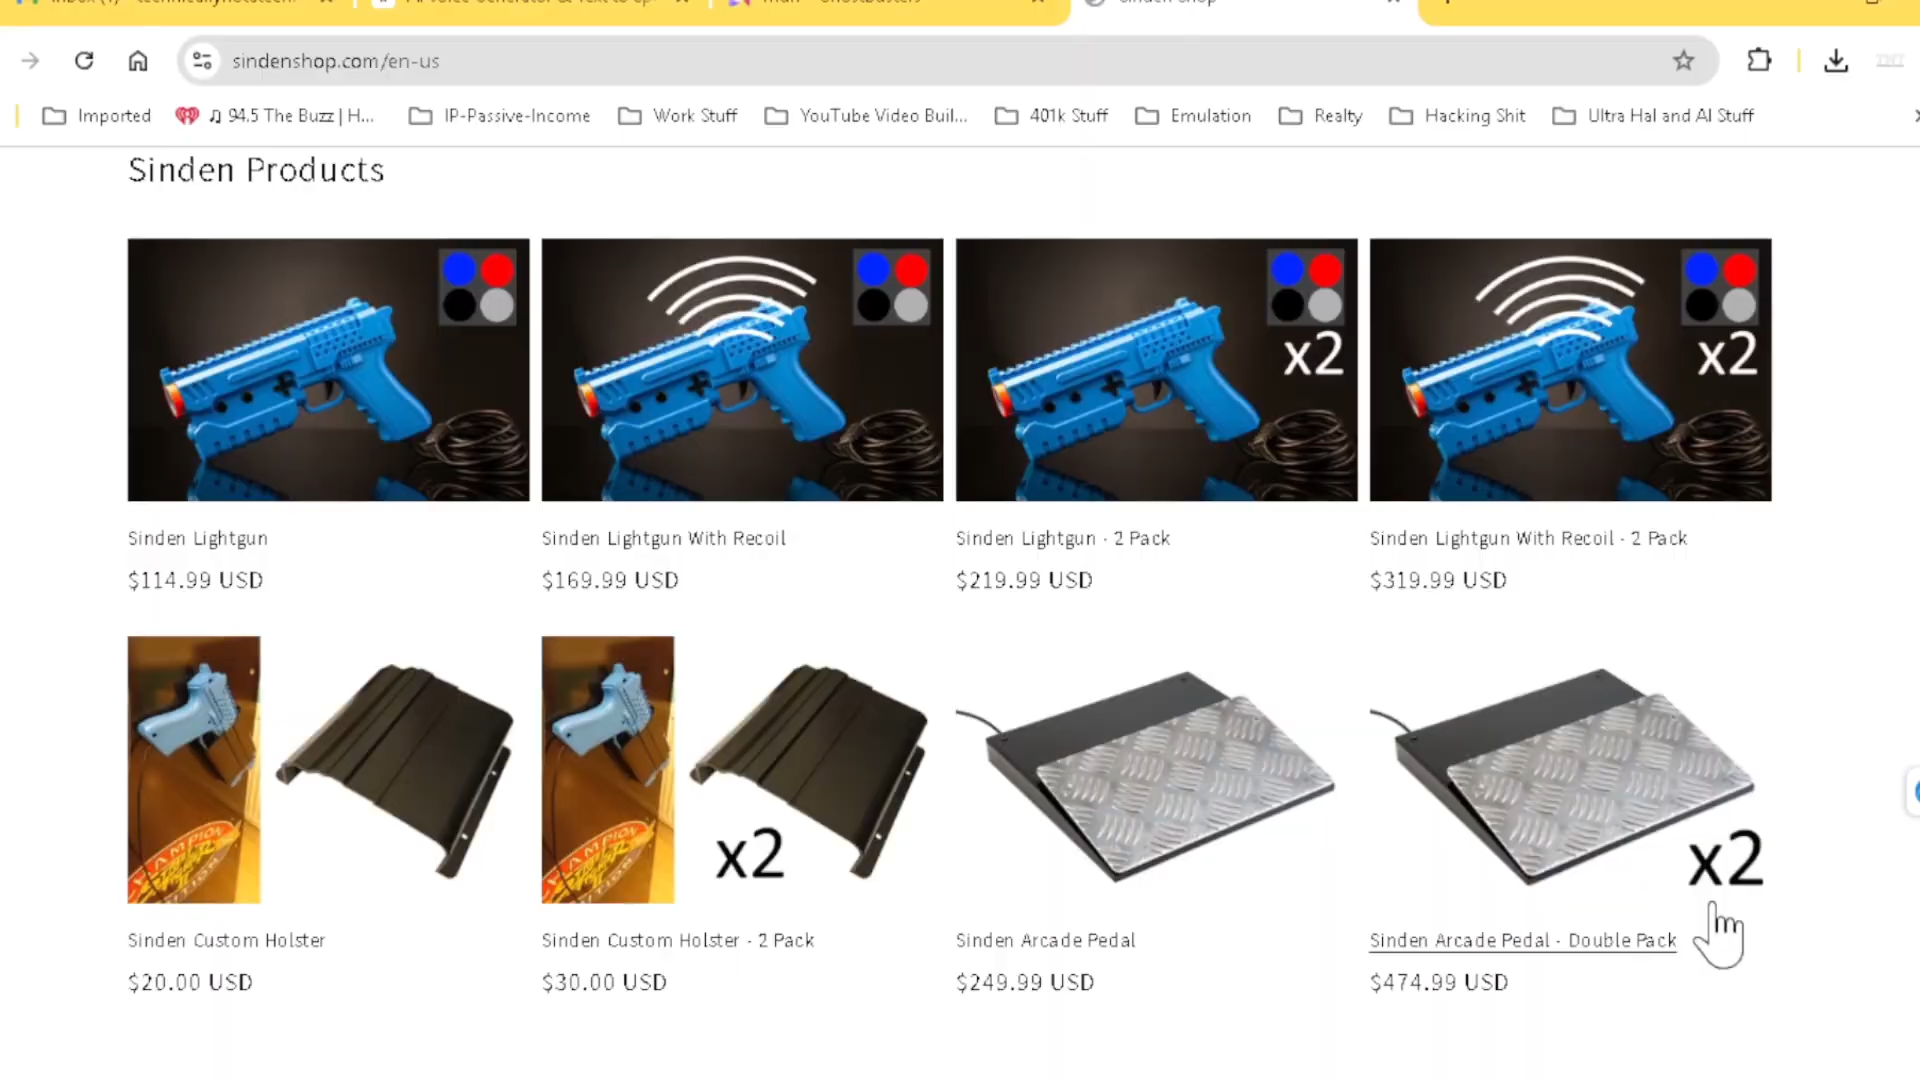 sindenshop.com/en-us
Imported
♫ 94.5 The Buzz | H...
IP-Passive-Income
Work Stuff
YouTube Video Buil...
401k Stuff
Emulation
Realty
Hacking Shit
Ultra Hal and AI Stuff
Sinden Products
x2
x2
Sinden Lightgun
Sinden Lightgun With Recoil
Sinden Lightgun - 2 Pack
Sinden Lightgun With Recoil - 2 Pack
$114.99 USD
$169.99 USD
$219.99 USD
$319.99 USD
x2
x2
Sinden Custom Holster
Sinden Custom Holster - 2 Pack
Sinden Arcade Pedal
Sinden Arcade Pedal - Double Pack
$20.00 USD
$30.00 USD
$249.99 USD
$474.99 USD